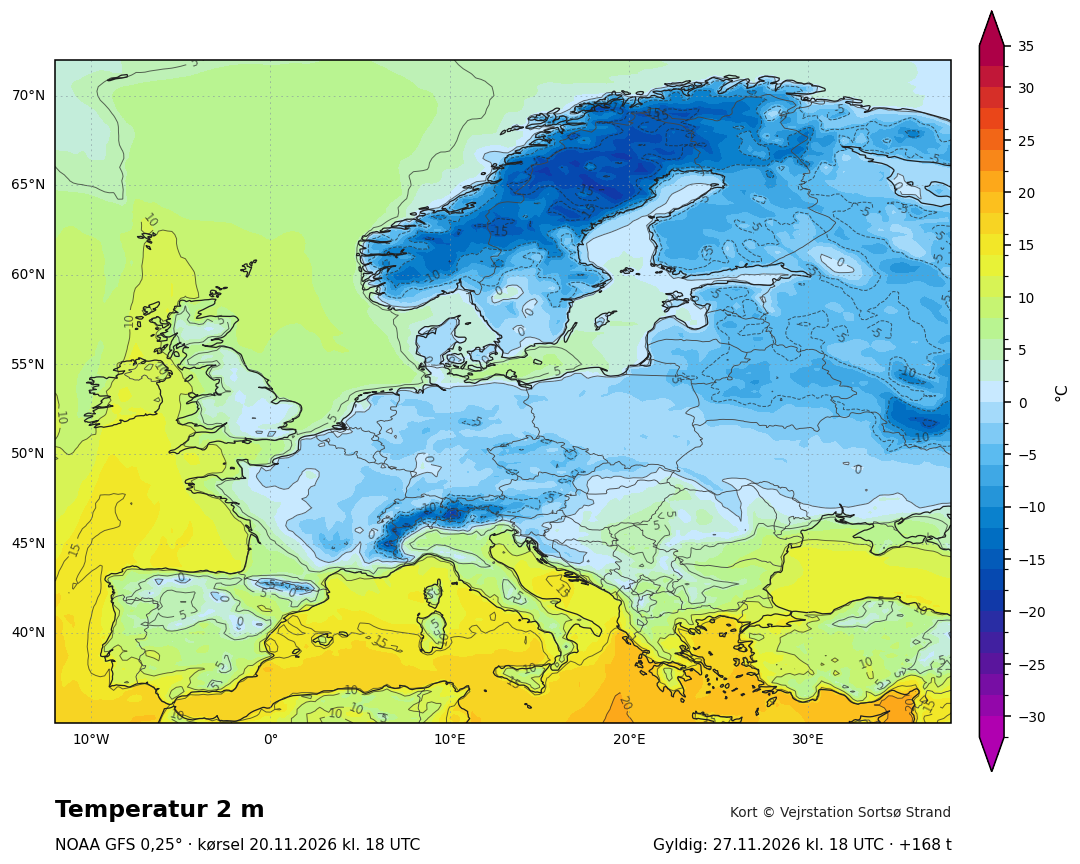 70°N
65°N
60°N
55°N
50°N
45°N
40°N
10°W
0°
10°E
20°E
30°E
35
30
25
20
15
10
5
0
−5
−10
−15
−20
−25
−30
°C
Temperatur 2 m
Kort © Vejrstation Sortsø Strand
NOAA GFS 0,25° · kørsel 20.11.2026 kl. 18 UTC
Gyldig: 27.11.2026 kl. 18 UTC · +168 t